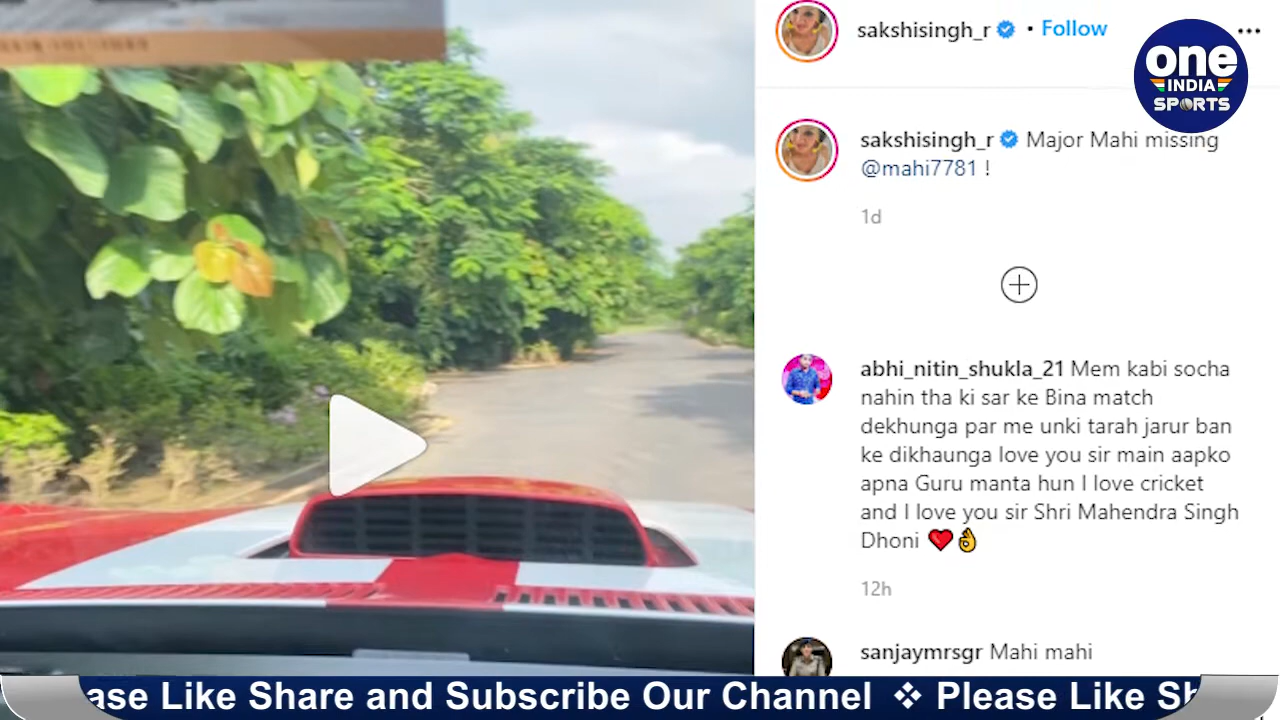 sakshisingh_r • Follow
one
INDIA
SPORTS
sakshisingh_r Major Mahi missing
@mahi7781 !
1d
abhi_nitin_shukla_21 Mem kabi socha
nahin tha ki sar ke Bina match
dekhunga par me unki tarah jarur ban
ke dikhaunga love you sir main aapko
apna Guru manta hun I love cricket
and I love you sir Shri Mahendra Singh
Dhoni ❤️👌
12h
sanjaymrsgr Mahi mahi
ase Like Share and Subscribe Our Channel ❖ Please Like Sh